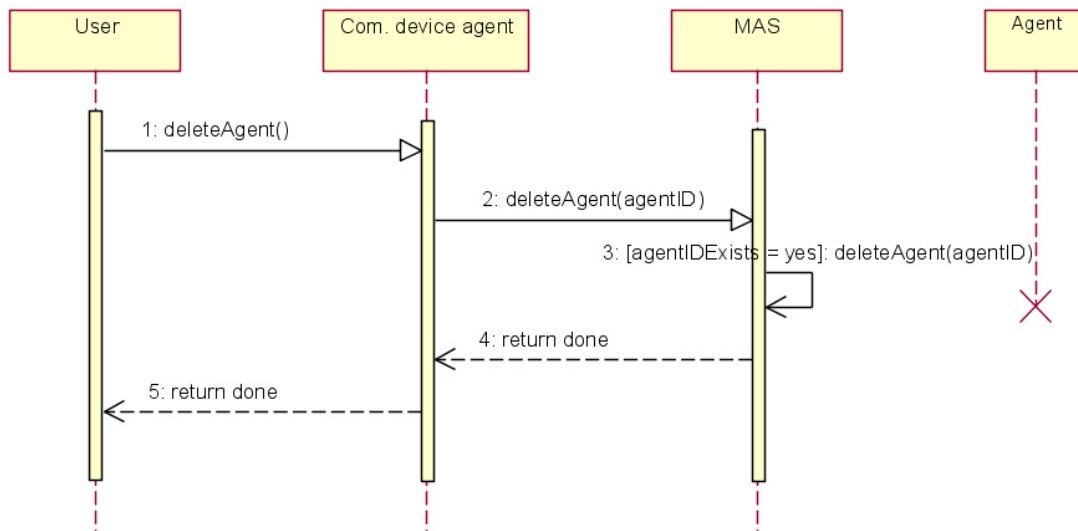 User
Com. device agent
MAS
Agent
1: deleteAgent()
2: deleteAgent(agentID)
3: [agentIDExists = yes]: deleteAgent(agentID)
4: return done
5: return done